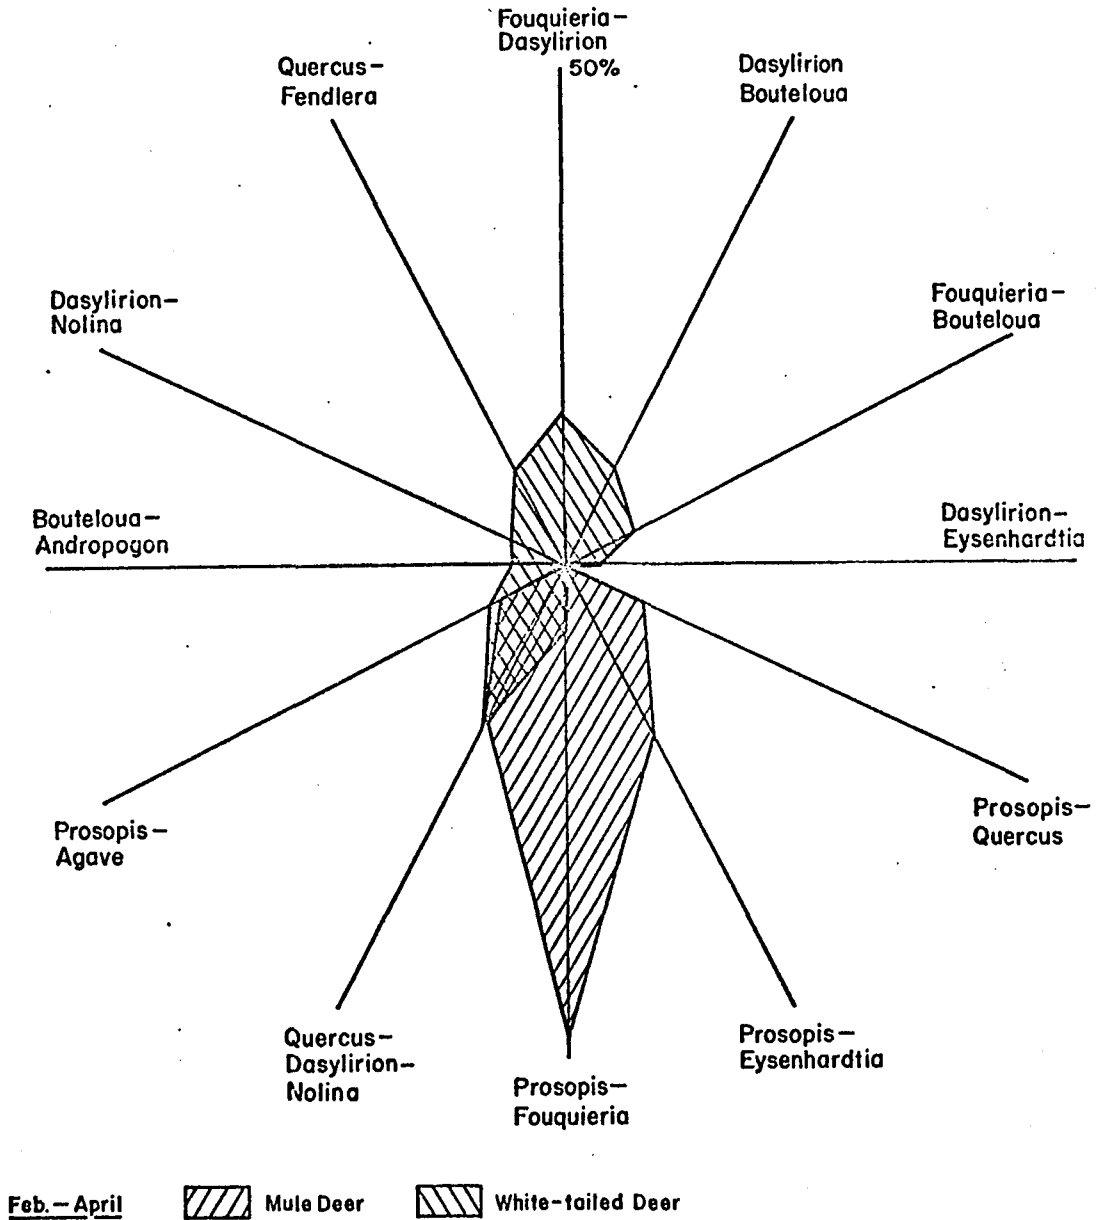 Fouquieria–
Dasylirion
50%
Quercus–
Fendlera
Dasylirion
Bouteloua
Dasylirion–
Nolina
Fouquieria–
Bouteloua
Bouteloua–
Andropogon
Dasylirion–
Eysenhardtia
Prosopis–
Agave
Prosopis–
Quercus
Quercus–
Dasylirion–
Nolina
Prosopis–
Eysenhardtia
Prosopis–
Fouquieria
Feb.–April
Mule Deer
White-tailed Deer